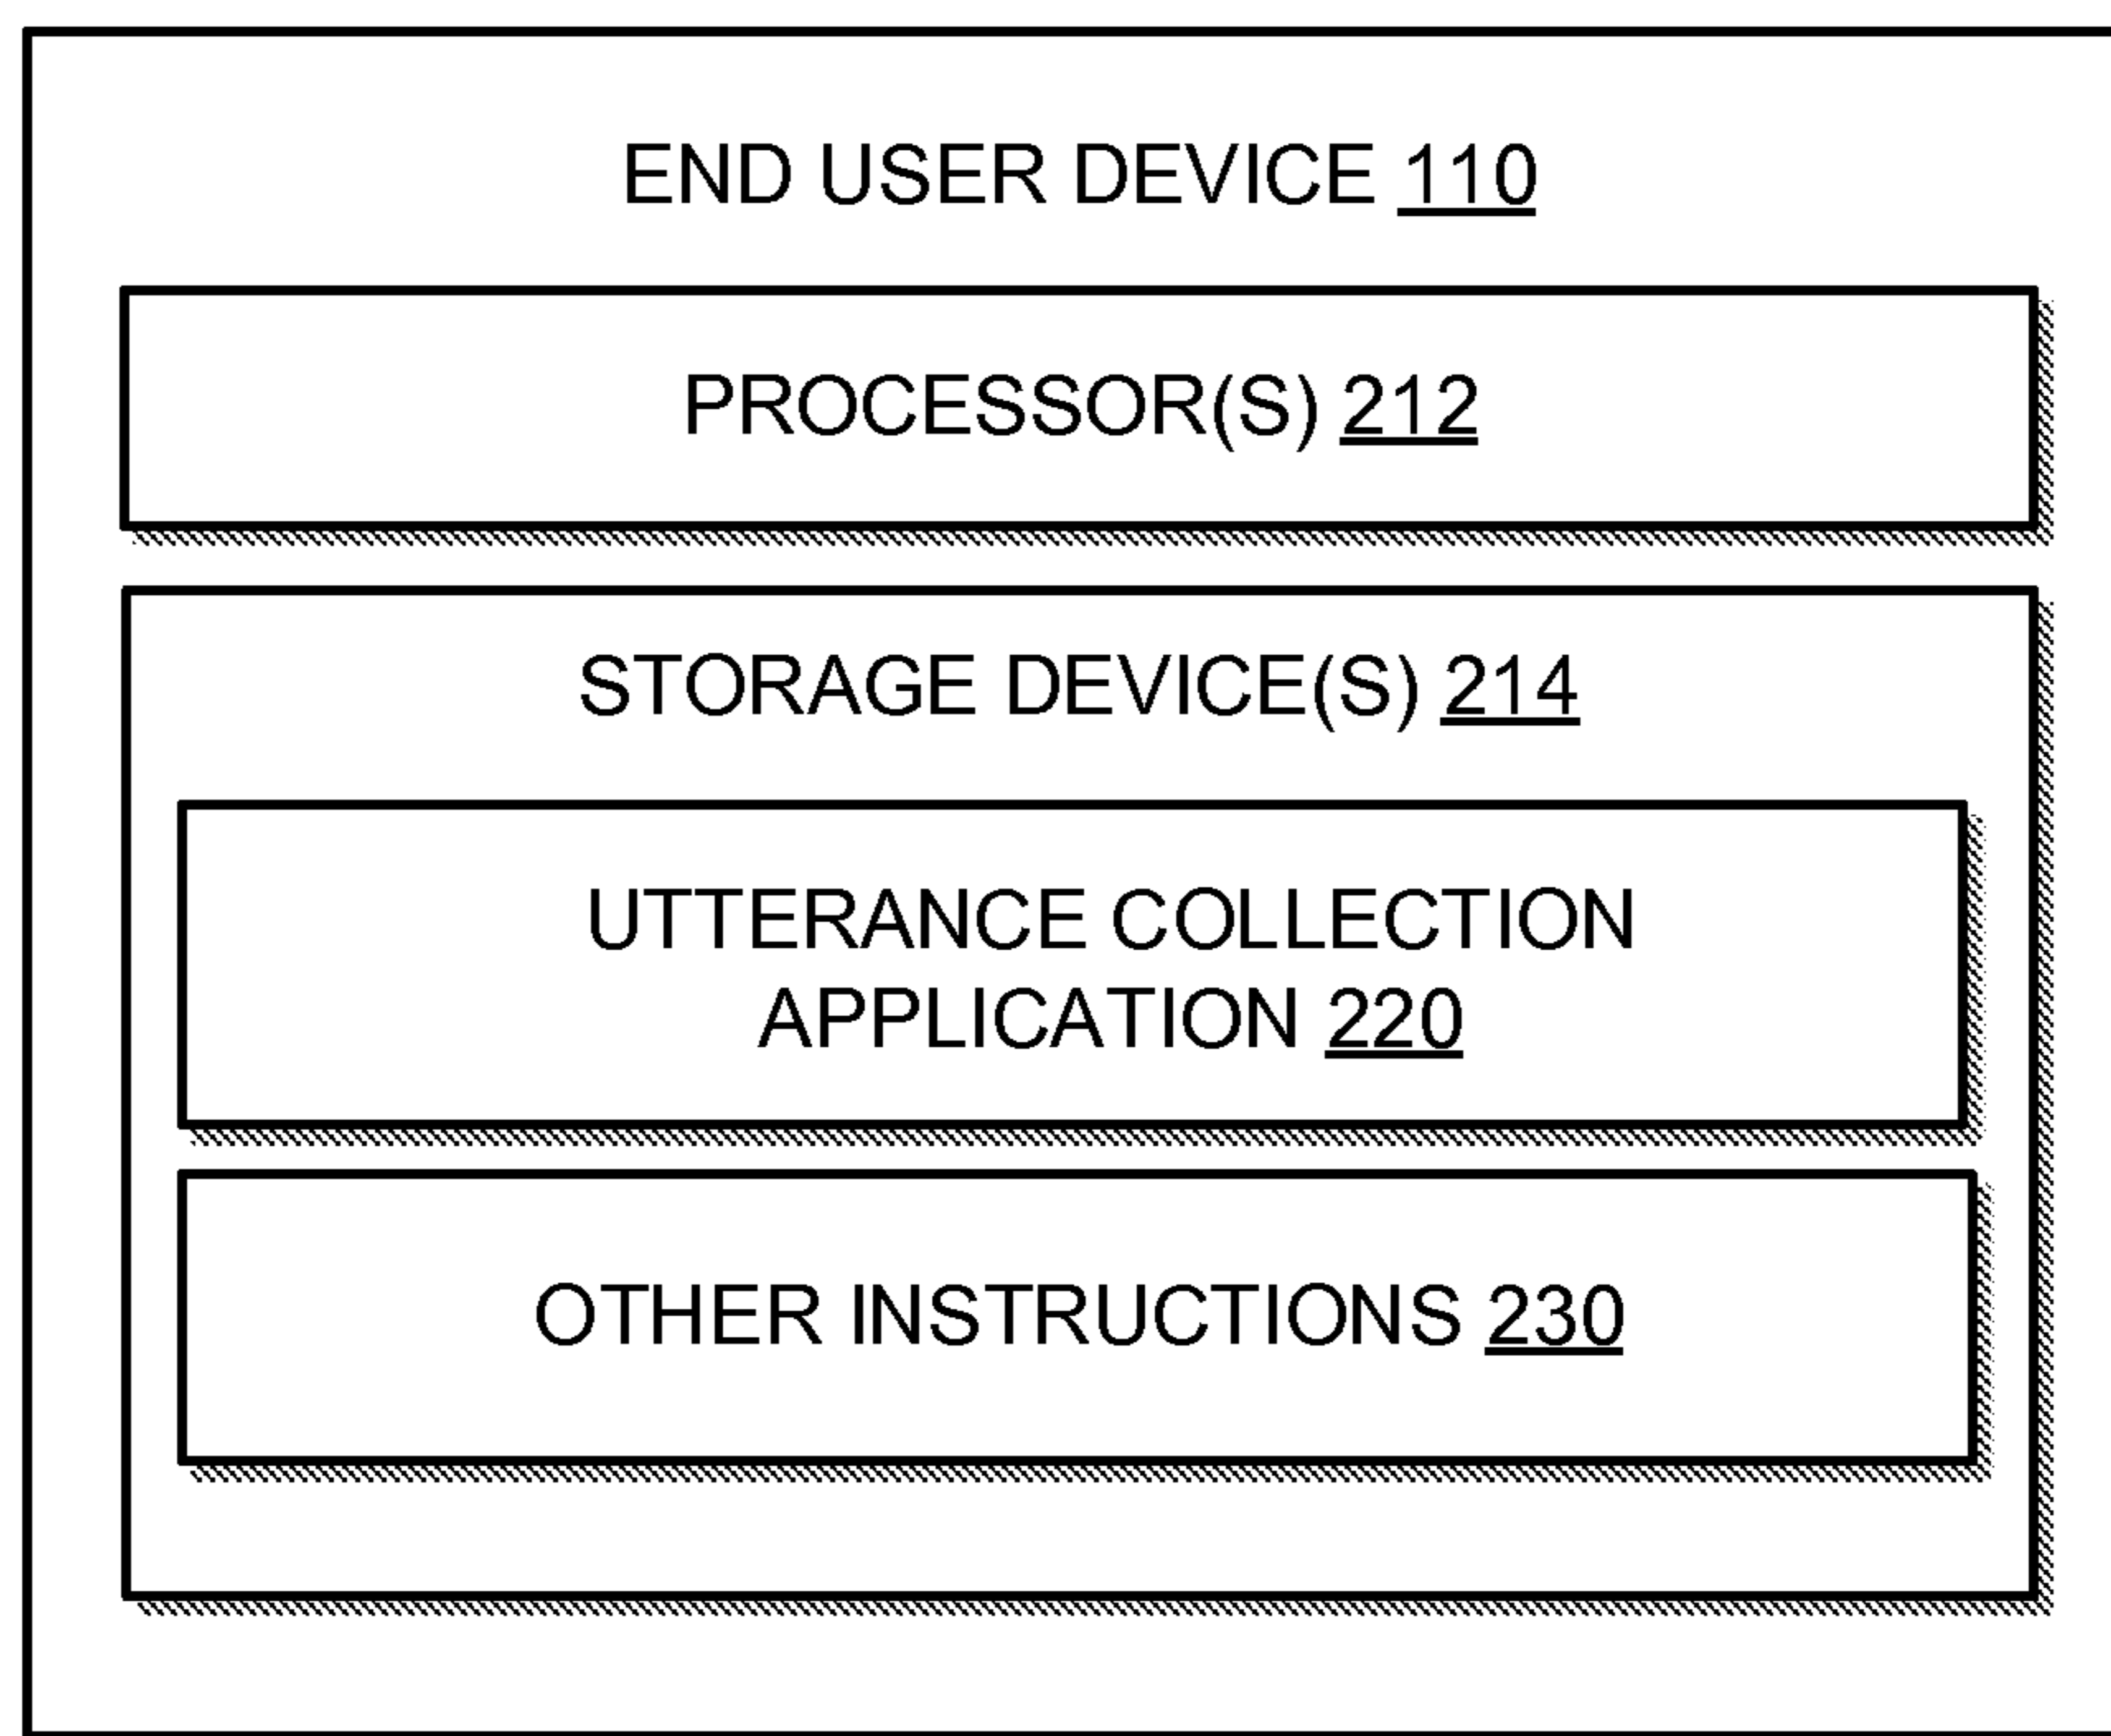 END USER DEVICE 110
PROCESSOR(S) 212
STORAGE DEVICE(S) 214
UTTERANCE COLLECTION
APPLICATION 220
OTHER INSTRUCTIONS 230